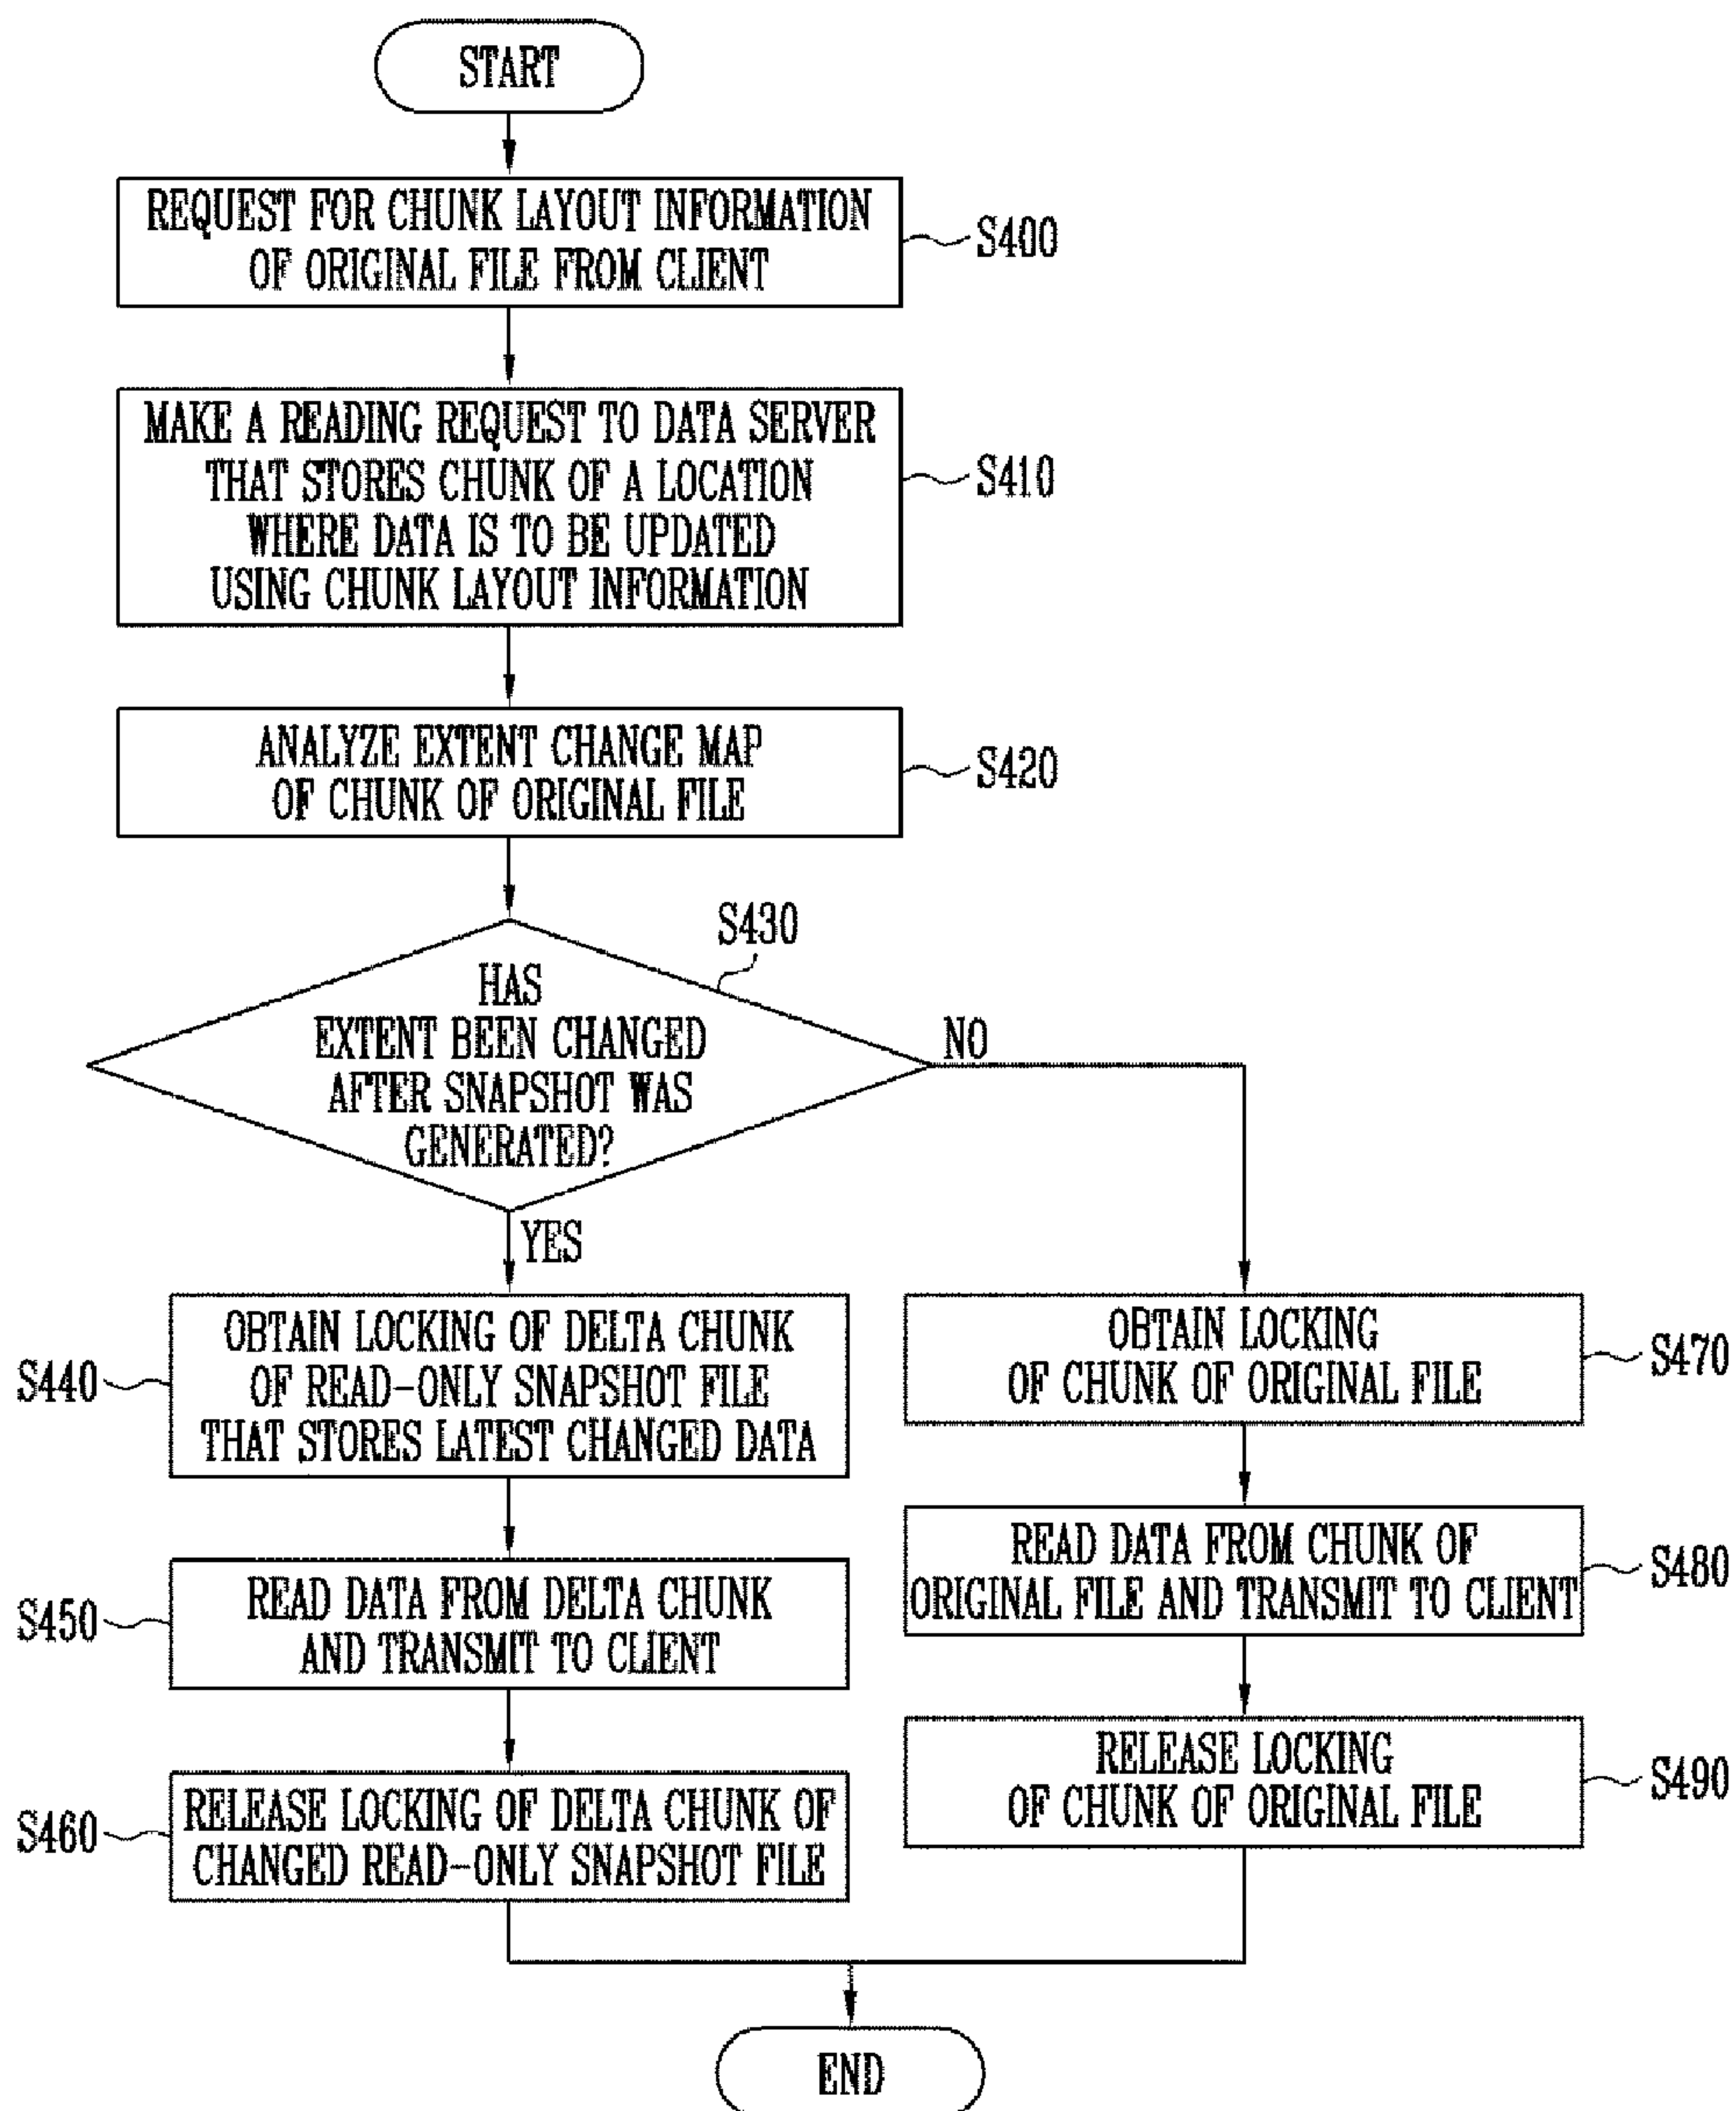 START
REQUEST FOR CHUNK LAYOUT INFORMATION
OF ORIGINAL FILE FROM CLIENT
S400
MAKE A READING REQUEST TO DATA SERVER
THAT STORES CHUNK OF A LOCATION
WHERE DATA IS TO BE UPDATED
USING CHUNK LAYOUT INFORMATION
S410
ANALYZE EXTENT CHANGE MAP
OF CHUNK OF ORIGINAL FILE
S420
S430
HAS
EXTENT BEEN CHANGED
AFTER SNAPSHOT WAS
GENERATED?
NO
YES
S440
OBTAIN LOCKING OF DELTA CHUNK
OF READ-ONLY SNAPSHOT FILE
THAT STORES LATEST CHANGED DATA
S450
READ DATA FROM DELTA CHUNK
AND TRANSMIT TO CLIENT
S460
RELEASE LOCKING OF DELTA CHUNK OF
CHANGED READ-ONLY SNAPSHOT FILE
OBTAIN LOCKING
OF CHUNK OF ORIGINAL FILE
S470
READ DATA FROM CHUNK OF
ORIGINAL FILE AND TRANSMIT TO CLIENT
S480
RELEASE LOCKING
OF CHUNK OF ORIGINAL FILE
S490
END